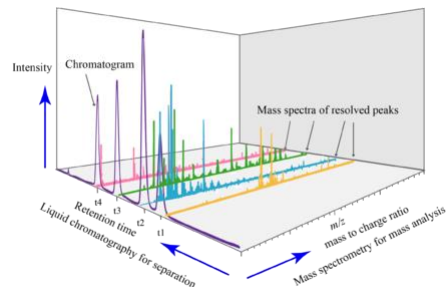 Intensity
Chromatogram
Mass spectra of resolved peaks
t4
t3
t2
t1
Retention time
Liquid chromatography for separation
m/z
mass to charge ratio
Mass spectrometry for mass analysis